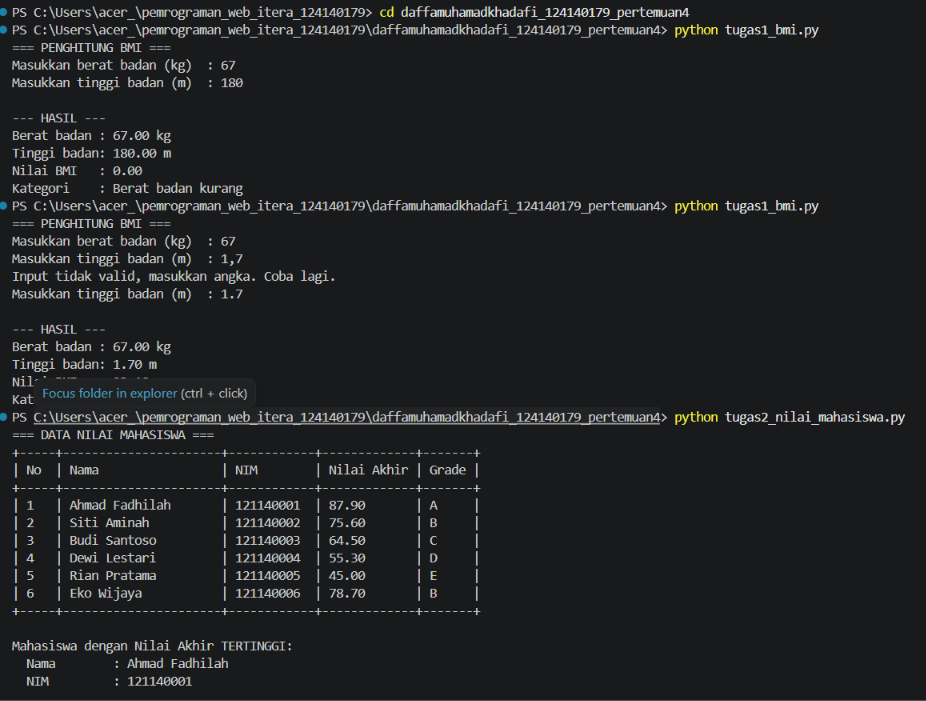 PS C:\Users\acer_\pemrograman_web_itera_124140179> cd daffamuhamadkhadafi_124140179_pertemuan4
PS C:\Users\acer_\pemrograman_web_itera_124140179\daffamuhamadkhadafi_124140179_pertemuan4> python tugas1_bmi.py
=== PENGHITUNG BMI ===
Masukkan berat badan (kg)  : 67
Masukkan tinggi badan (m)  : 180
--- HASIL ---
Berat badan : 67.00 kg
Tinggi badan: 180.00 m
Nilai BMI   : 0.00
Kategori    : Berat badan kurang
PS C:\Users\acer_\pemrograman_web_itera_124140179\daffamuhamadkhadafi_124140179_pertemuan4> python tugas1_bmi.py
=== PENGHITUNG BMI ===
Masukkan berat badan (kg)  : 67
Masukkan tinggi badan (m)  : 1,7
Input tidak valid, masukkan angka. Coba lagi.
Masukkan tinggi badan (m)  : 1.7
--- HASIL ---
Berat badan : 67.00 kg
Tinggi badan: 1.70 m
Nil
Focus folder in explorer (ctrl + click)
Kat
PS C:\Users\acer_\pemrograman_web_itera_124140179\daffamuhamadkhadafi_124140179_pertemuan4> python tugas2_nilai_mahasiswa.py
=== DATA NILAI MAHASISWA ===
+-----+----------------------+------------+-------------+-------+
| No  | Nama                 | NIM        | Nilai Akhir | Grade |
+-----+----------------------+------------+-------------+-------+
| 1   | Ahmad Fadhilah       | 121140001  | 87.90       | A     |
| 2   | Siti Aminah          | 121140002  | 75.60       | B     |
| 3   | Budi Santoso         | 121140003  | 64.50       | C     |
| 4   | Dewi Lestari         | 121140004  | 55.30       | D     |
| 5   | Rian Pratama         | 121140005  | 45.00       | E     |
| 6   | Eko Wijaya           | 121140006  | 78.70       | B     |
+-----+----------------------+------------+-------------+-------+
Mahasiswa dengan Nilai Akhir TERTINGGI:
Nama        : Ahmad Fadhilah
NIM         : 121140001